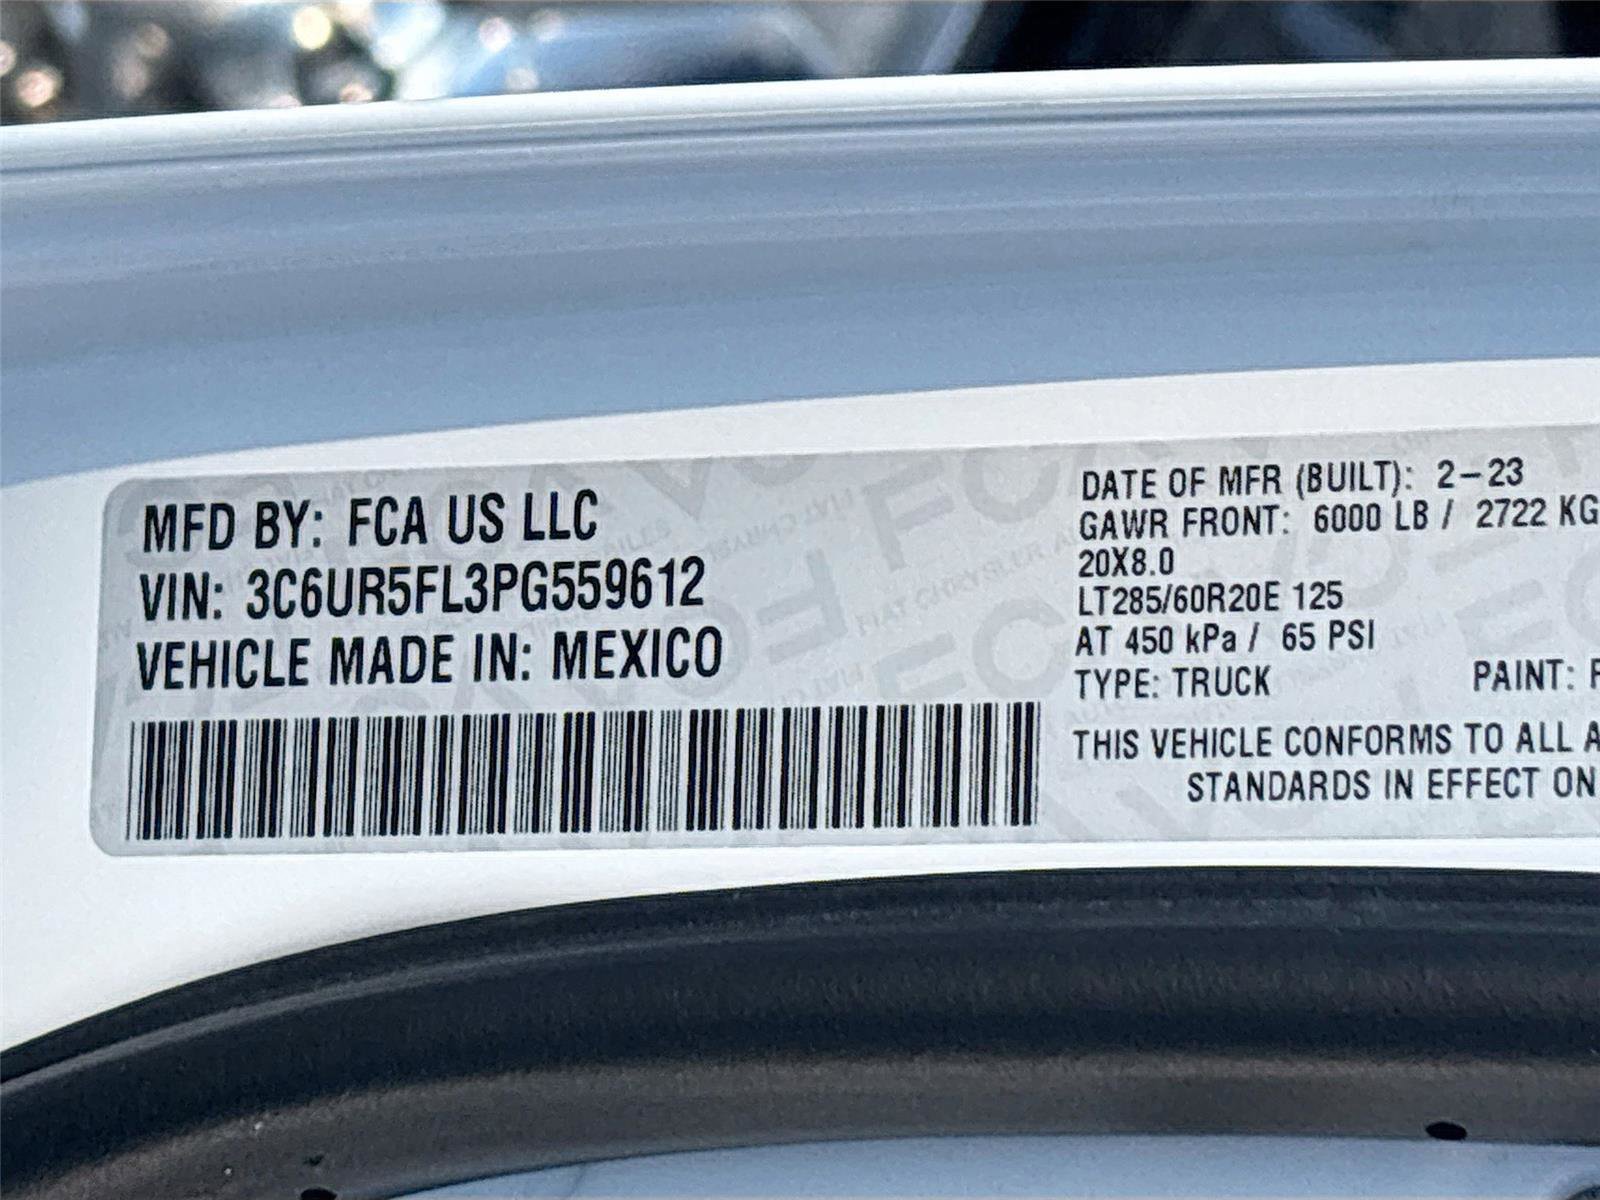 MFD BY: FCA US LLC
VIN: 3C6UR5FL3PG559612
VEHICLE MADE IN: MEXICO
DATE OF MFR (BUILT): 2-23
GAWR FRONT: 6000 LB / 2722 KG
20X8.0
LT285/60R20E 125
AT 450 kPa / 65 PSI
TYPE: TRUCK PAINT: P
THIS VEHICLE CONFORMS TO ALL A
STANDARDS IN EFFECT ON